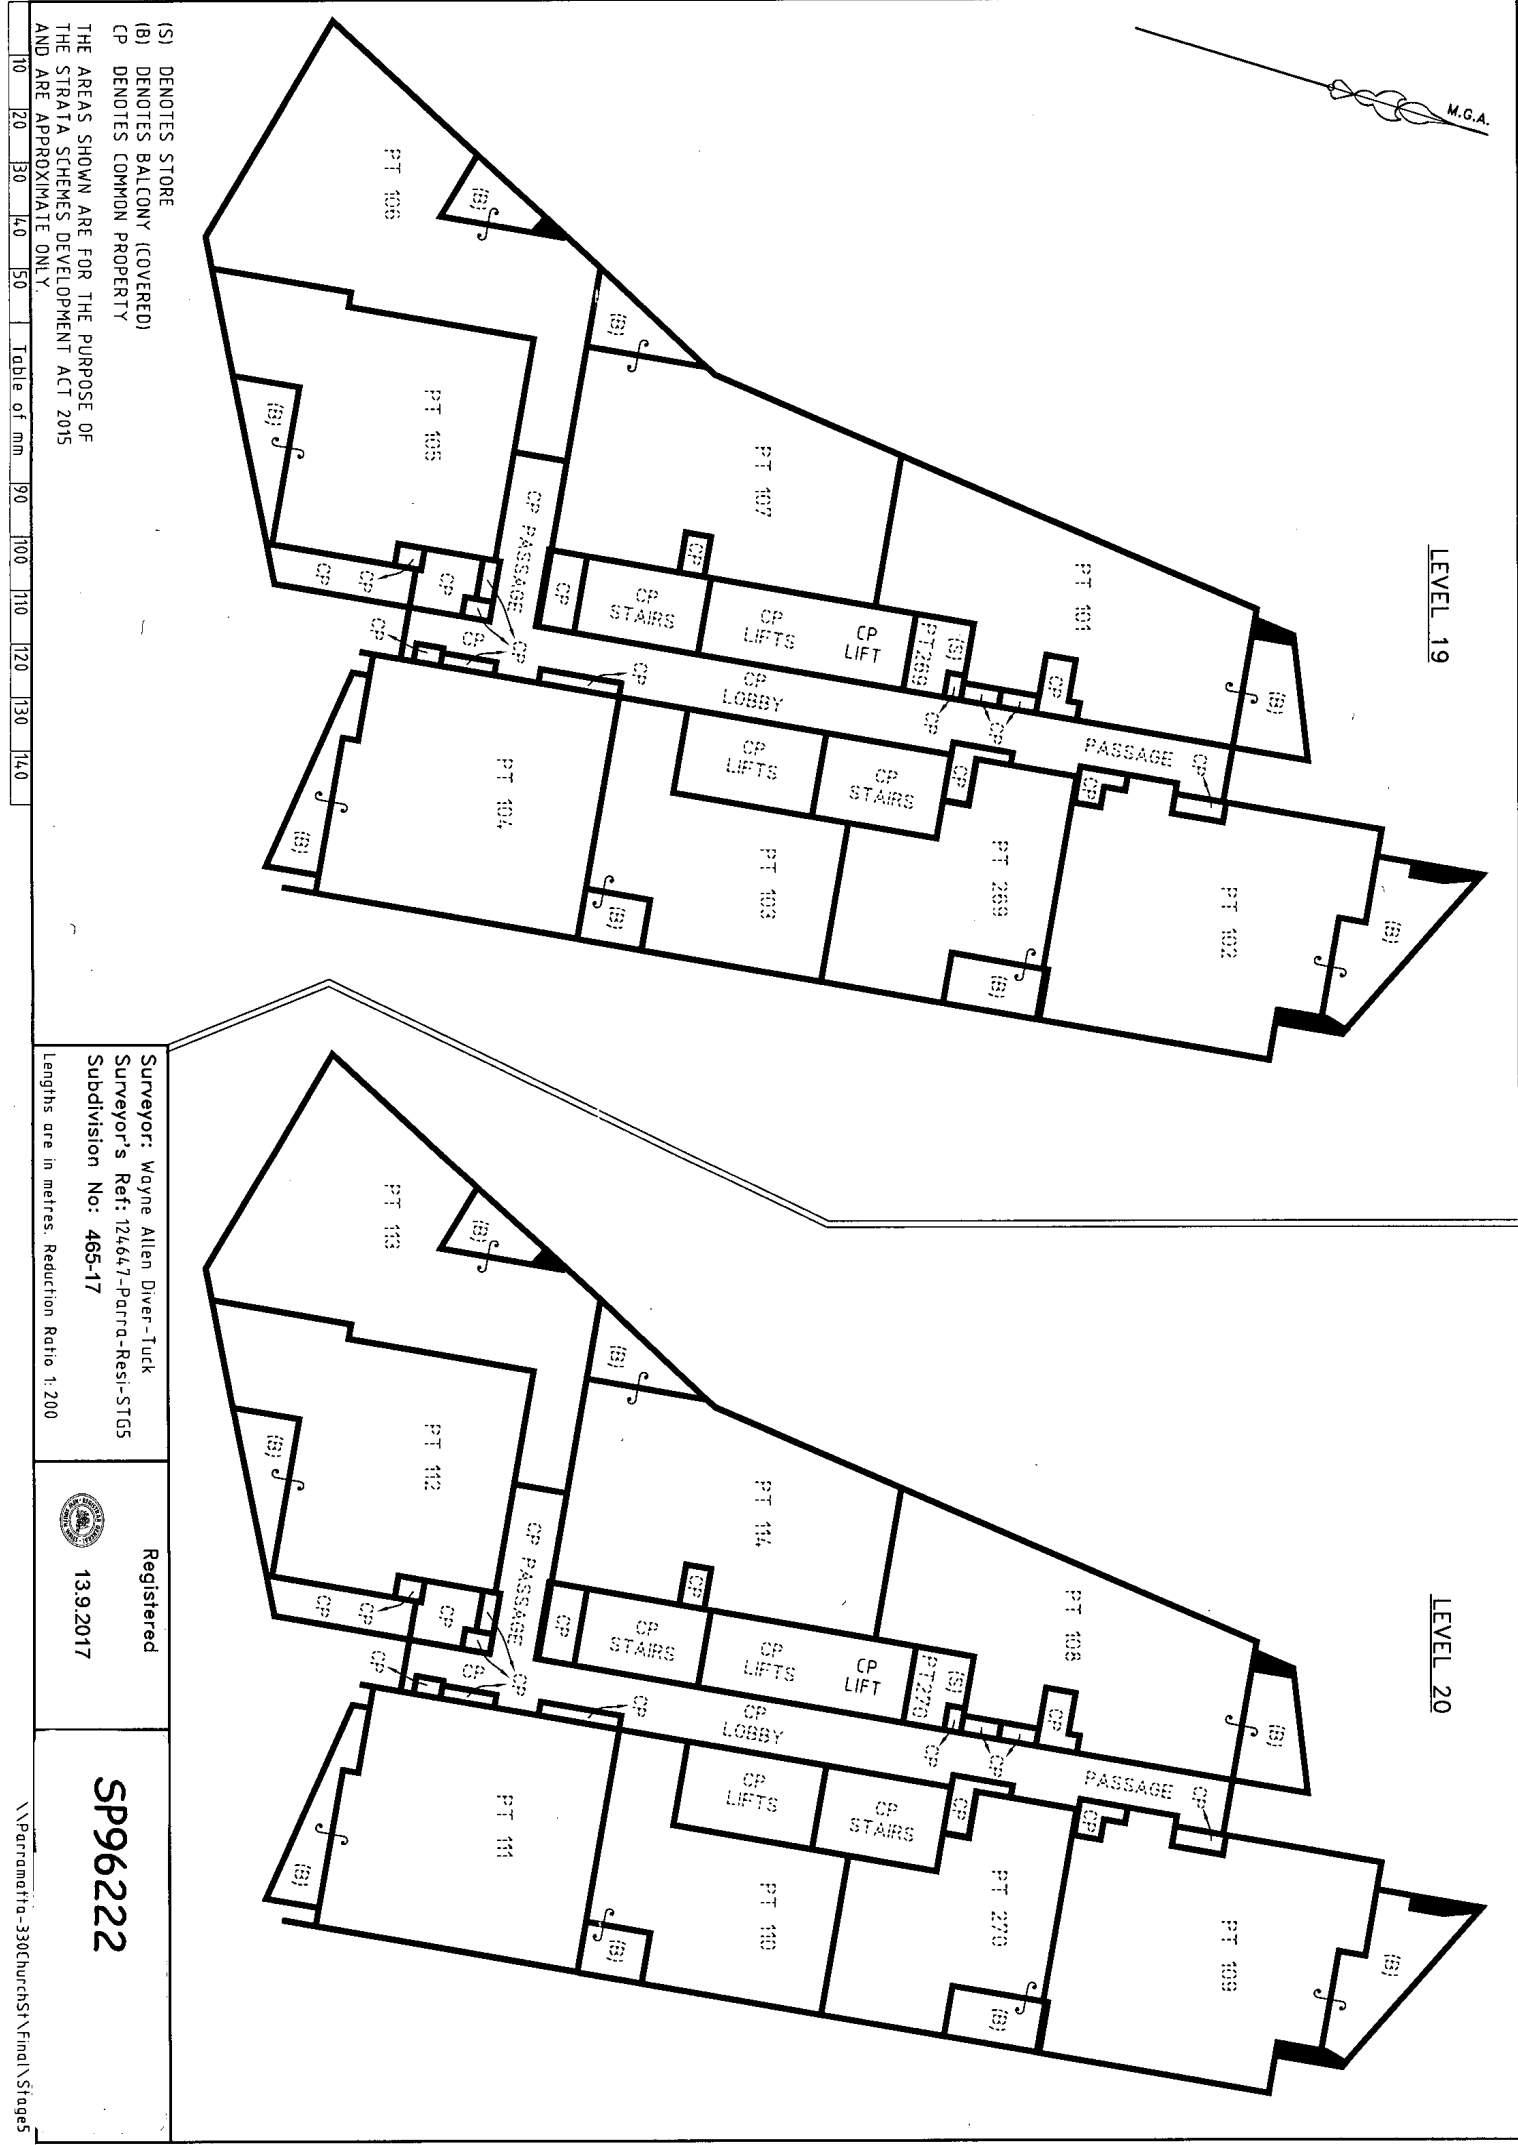 M.G.A.
LEVEL 19
PT 106
(B)
(B)
PT 107
PT 101
(B)
PT 105
(B)
CP PASSAGE
CP
CP
CP
STAIRS
CP
LIFTS
CP
LIFT
PT269
(S)
CP
CP
CP
CP
CP
CP
CP
CP
CP
CP
LOBBY
CP
CP
PASSAGE
CP
CP
LIFTS
CP
STAIRS
CP
CP
PT 104
(B)
PT 103
(B)
PT 269
(B)
PT 102
(B)
LEVEL 20
PT 113
(B)
(B)
PT 114
PT 108
(B)
PT 112
(B)
CP PASSAGE
CP
CP
CP
STAIRS
CP
LIFTS
CP
LIFT
PT270
(S)
CP
CP
CP
CP
CP
CP
CP
CP
CP
CP
LOBBY
CP
CP
PASSAGE
CP
CP
LIFTS
CP
STAIRS
CP
CP
PT 111
(B)
PT 110
(B)
PT 270
(B)
PT 109
(B)
(S) DENOTES STORE
(B) DENOTES BALCONY (COVERED)
CP DENOTES COMMON PROPERTY
THE AREAS SHOWN ARE FOR THE PURPOSE OF
THE STRATA SCHEMES DEVELOPMENT ACT 2015
AND ARE APPROXIMATE ONLY.
10 20 30 40 50 Table of mm 90 100 110 120 130 140
Surveyor: Wayne Allen Diver-Tuck
Surveyor's Ref: 124647-Parra-Resi-STG5
Subdivision No: 465-17
Lengths are in metres. Reduction Ratio 1: 200
Registered
13.9.2017
SP96222
\\Parramatta-330ChurchSt\Final\Stage5